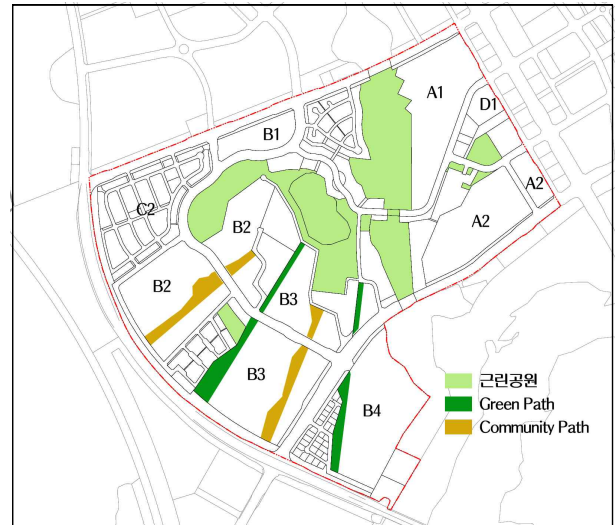 A1
D1
B1
A2
C2
A2
B2
B2
B3
B3
B4
근린공원
Green Path
Community Path